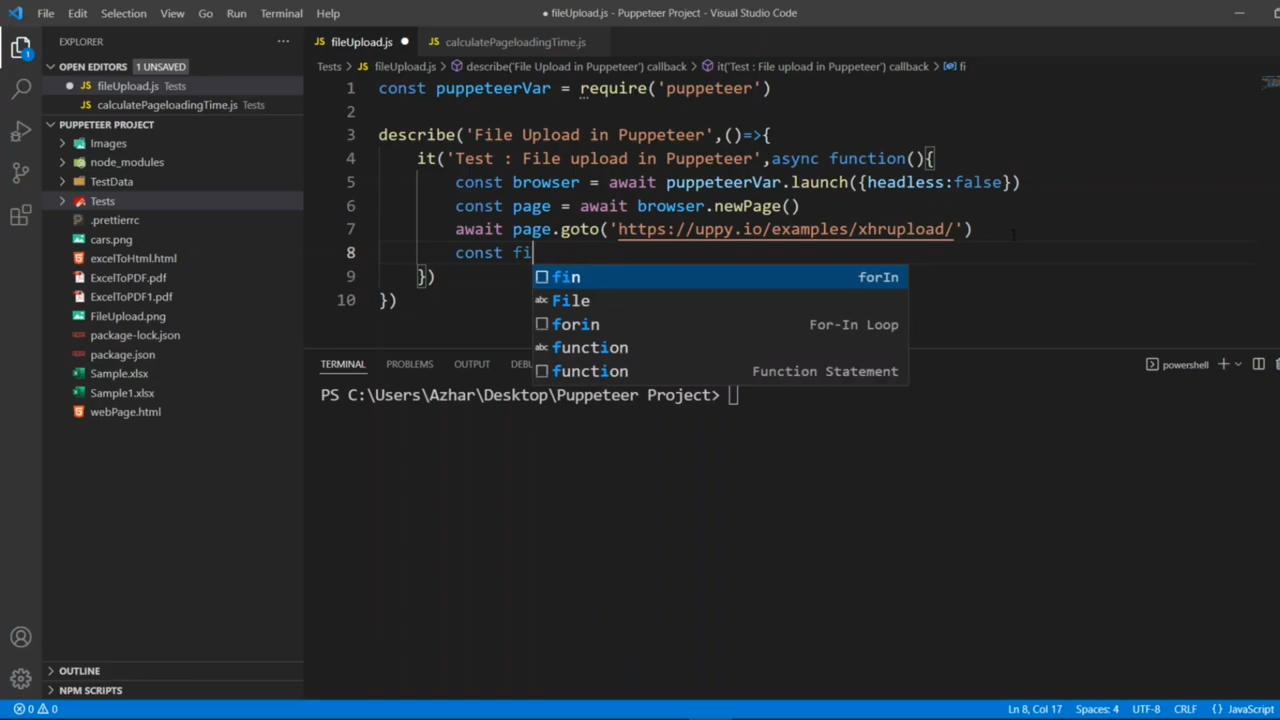 File Edit Selection View Go Run Terminal Help
● fileUpload.js - Puppeteer Project - Visual Studio Code
EXPLORER
OPEN EDITORS 1 UNSAVED
fileUpload.js Tests
calculatePageloadingTime.js Tests
PUPPETEER PROJECT
Images
node_modules
TestData
Tests
.prettierrc
cars.png
excelToHtml.html
ExcelToPDF.pdf
ExcelToPDF1.pdf
FileUpload.png
package-lock.json
package.json
Sample.xlsx
Sample1.xlsx
webPage.html
OUTLINE
NPM SCRIPTS
JS fileUpload.js ● JS calculatePageloadingTime.js
Tests > JS fileUpload.js > describe('File Upload in Puppeteer') callback > it('Test : File upload in Puppeteer') callback > fi
1 const puppeteerVar = require('puppeteer')
2
3 describe('File Upload in Puppeteer',()=>{
4 it('Test : File upload in Puppeteer',async function(){
5 const browser = await puppeteerVar.launch({headless:false})
6 const page = await browser.newPage()
7 await page.goto('https://uppy.io/examples/xhrupload/')
8 const fi
9 })
10 })
fin forIn
File
forin For-In Loop
function
function Function Statement
TERMINAL PROBLEMS OUTPUT DEBU
powershell
PS C:\Users\Azhar\Desktop\Puppeteer Project>
0 0
Ln 8, Col 17 Spaces: 4 UTF-8 CRLF {} JavaScript